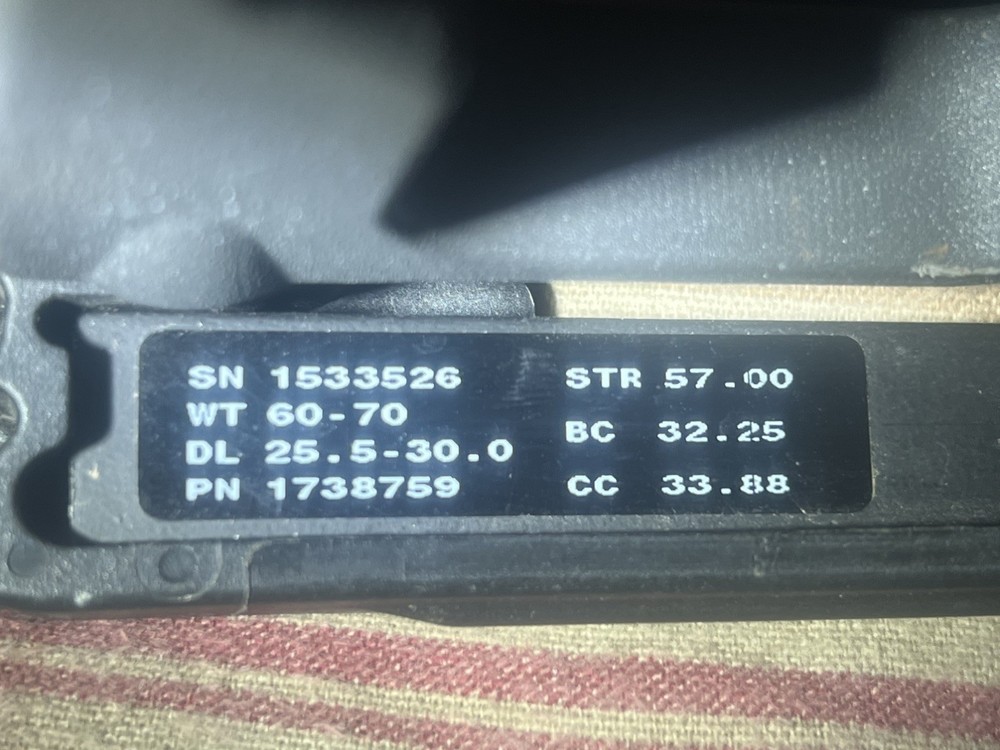 SN 1533526
WT 60-70
DL 25.5-30.0
PN 1738759
STR 57.00
BC 32.25
CC 33.88